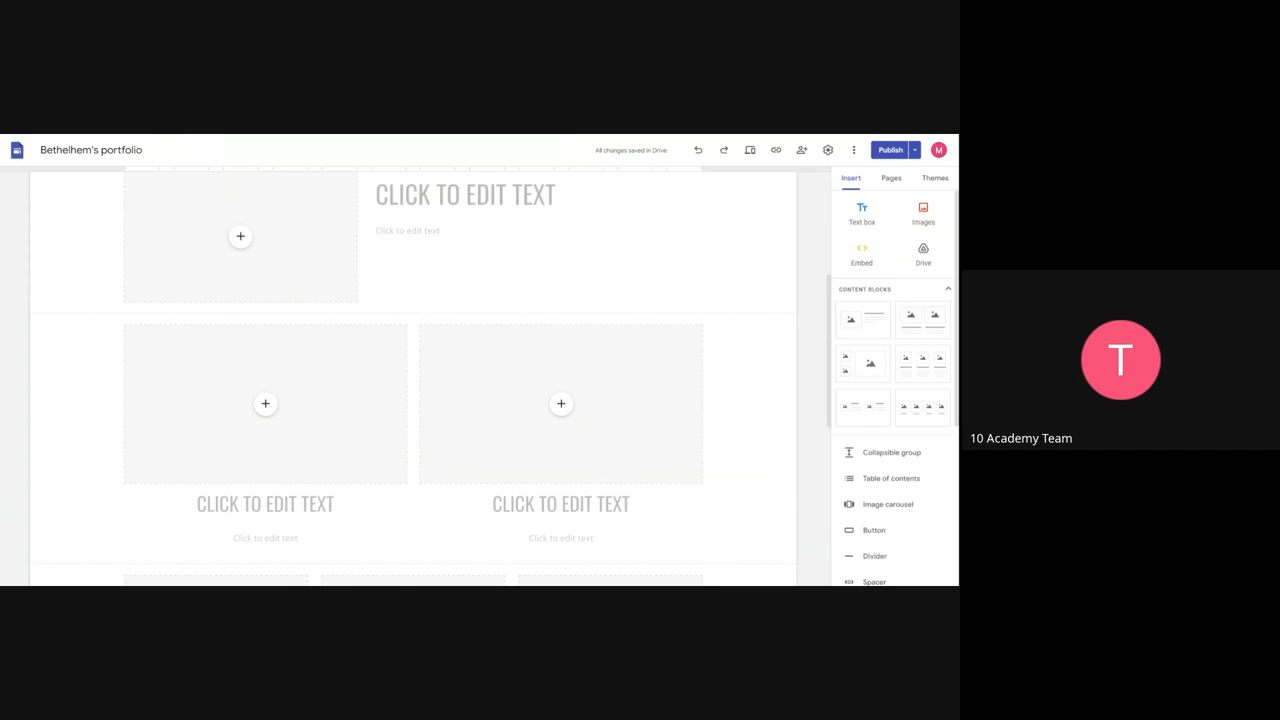 Bethelhem's portfolio
All changes saved in Drive
Publish
M
Insert
Pages
Themes
Text box
Images
Embed
Drive
CONTENT BLOCKS
Collapsible group
Table of contents
Image carousel
Button
Divider
Spacer
CLICK TO EDIT TEXT
Click to edit text
CLICK TO EDIT TEXT
Click to edit text
CLICK TO EDIT TEXT
Click to edit text
T
10 Academy Team